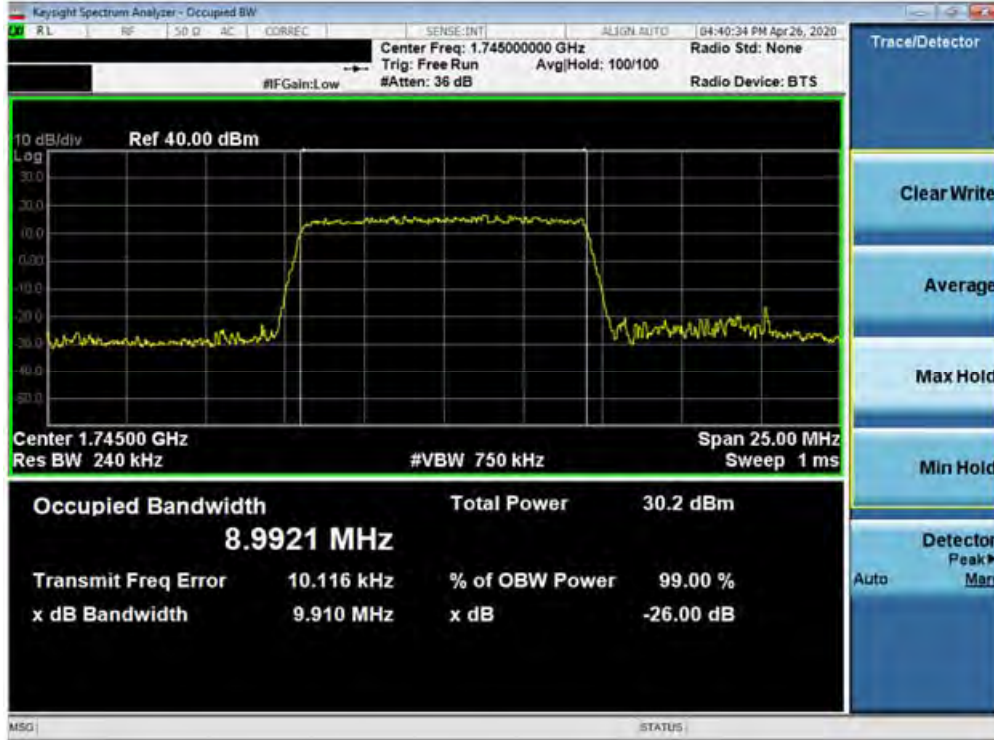 Keysight Spectrum Analyzer - Occupied BW
RL RF 50 Ω AC CORREC SENSE:INT ALIGN AUTO 04:40:34 PM Apr 26, 2020
Center Freq: 1.745000000 GHz Radio Std: None
Trig: Free Run Avg|Hold: 100/100
#IFGain:Low #Atten: 36 dB Radio Device: BTS
Trace/Detector
10 dB/div Ref 40.00 dBm
Log
30.0
20.0
10.0
0.00
-10.0
-20.0
-30.0
-40.0
-50.0
Center 1.74500 GHz Span 25.00 MHz
Res BW 240 kHz #VBW 750 kHz Sweep 1 ms
Occupied Bandwidth Total Power 30.2 dBm
8.9921 MHz
Transmit Freq Error 10.116 kHz % of OBW Power 99.00 %
x dB Bandwidth 9.910 MHz x dB -26.00 dB
Clear Write
Average
Max Hold
Min Hold
Detector
Peak
Auto Man
MSG STATUS